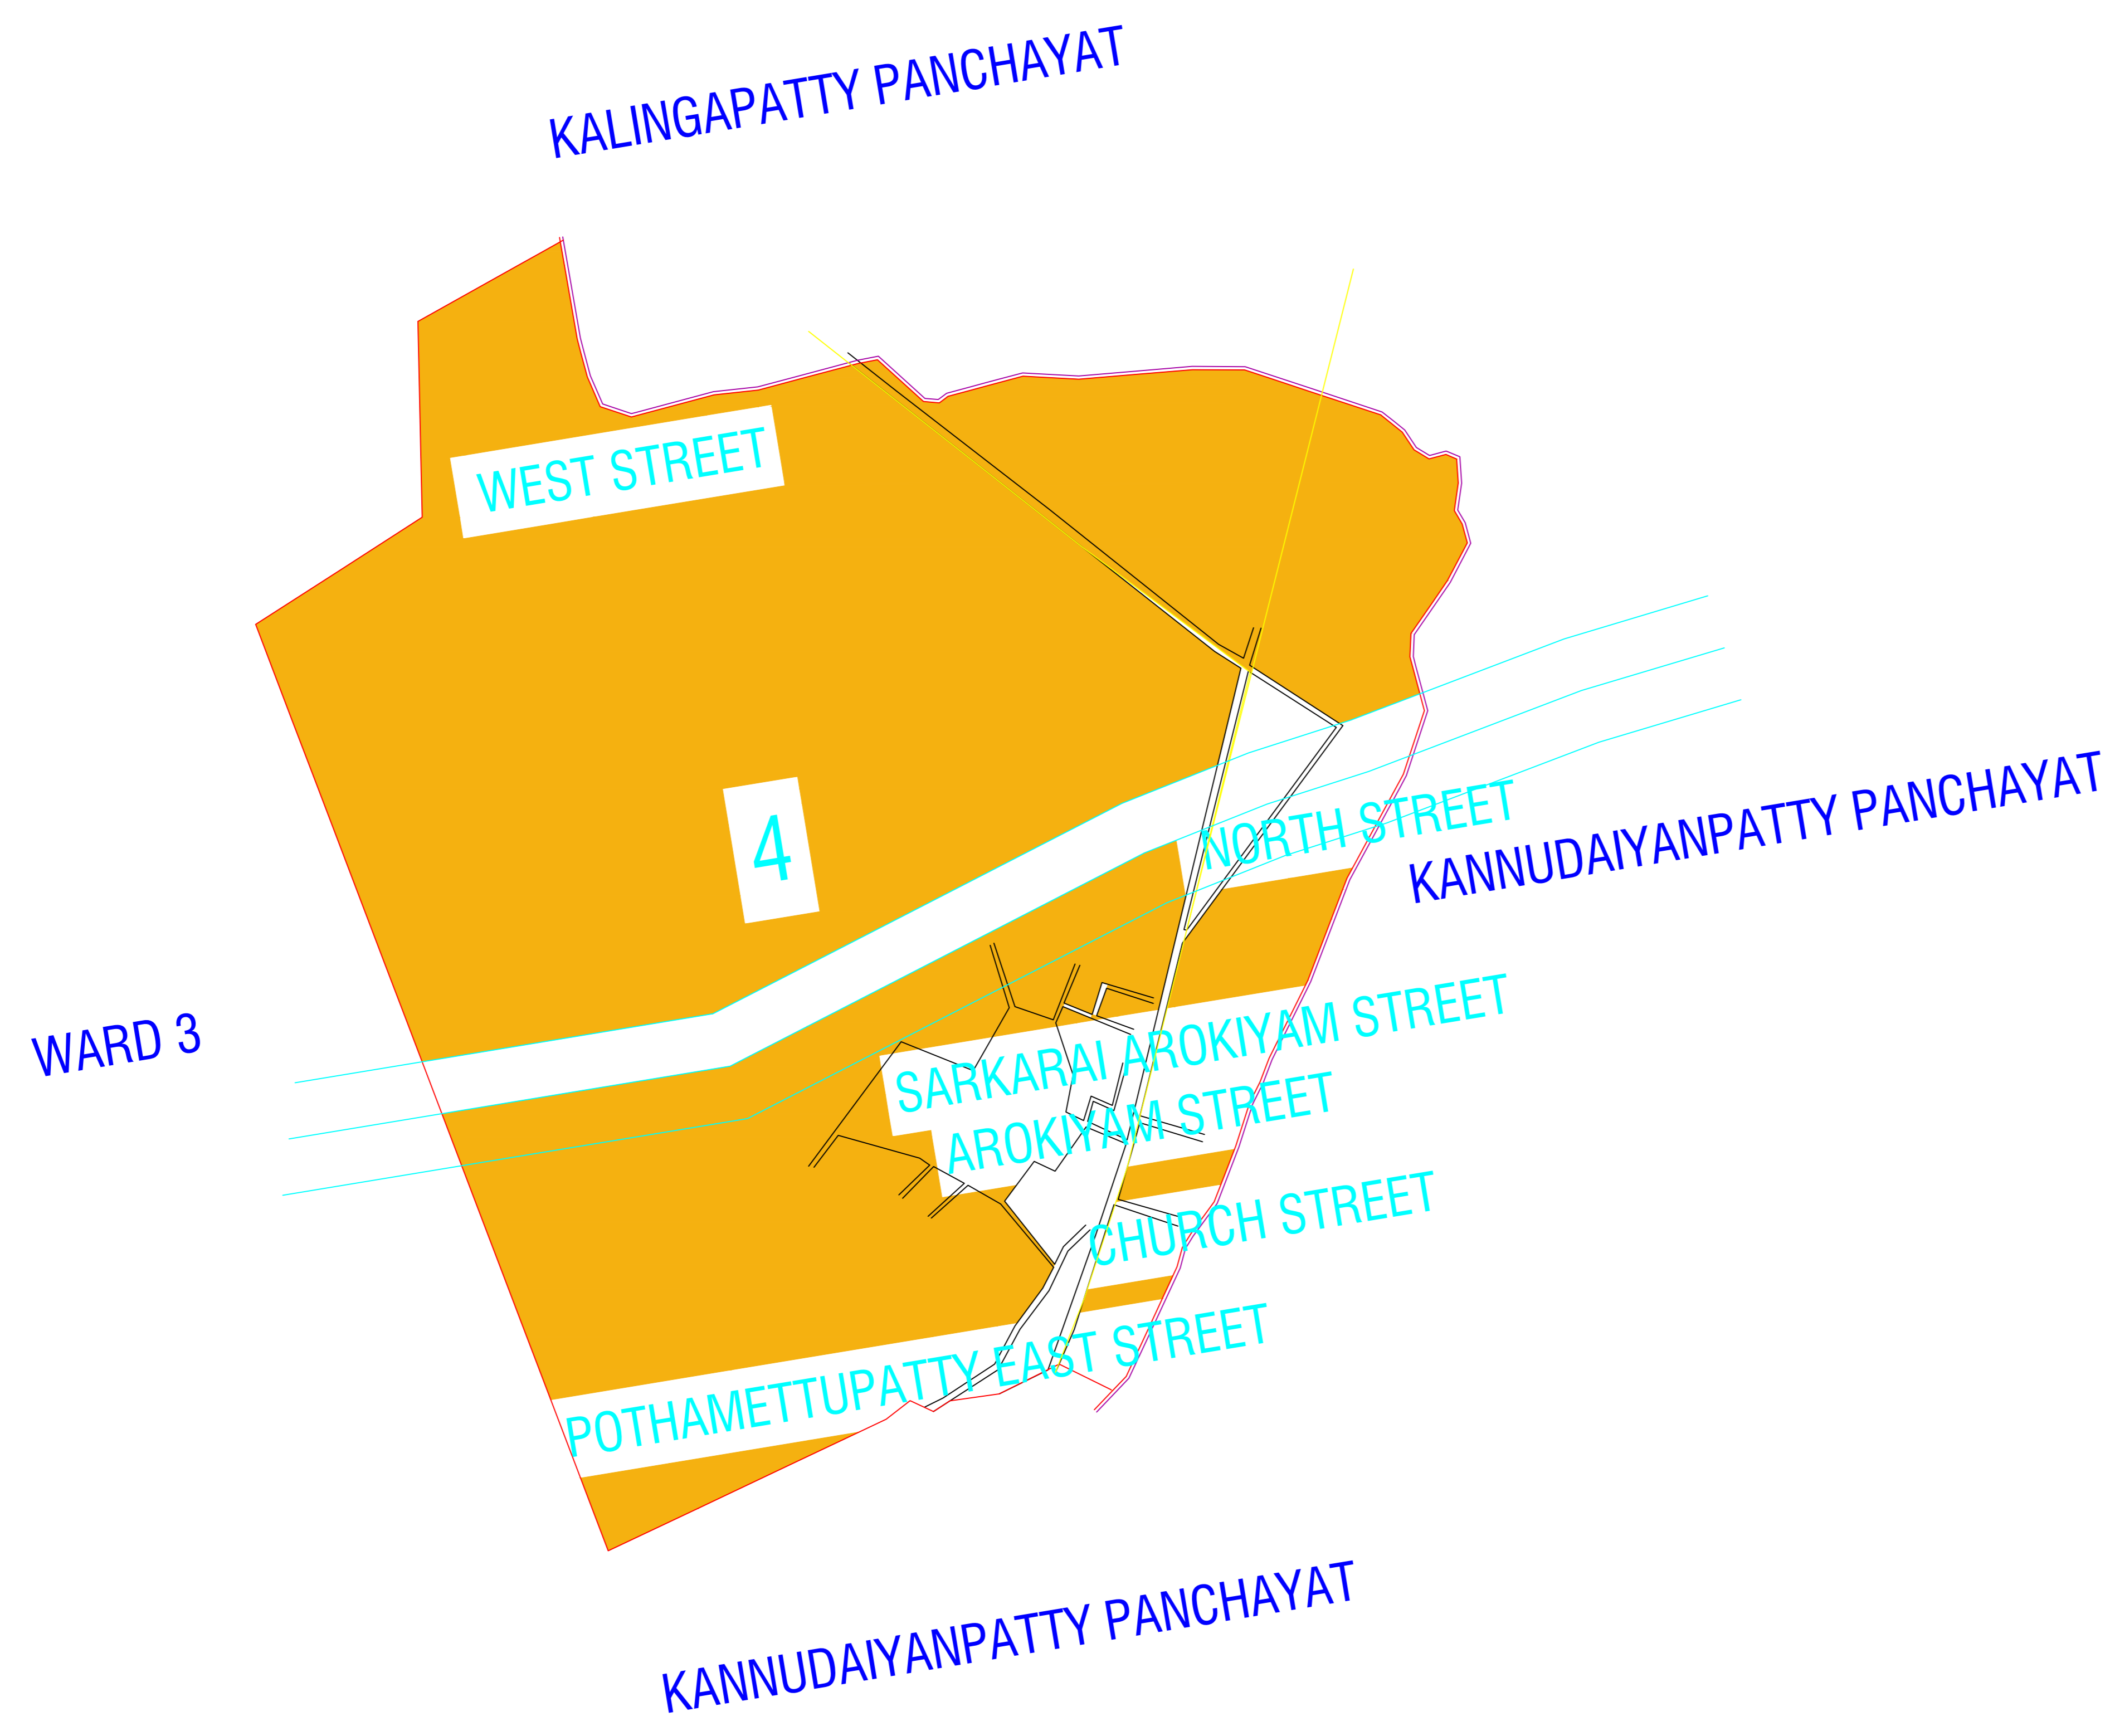 KALINGAPATTY PANCHAYAT
WEST STREET
4
NORTH STREET
KANNUDAIYANPATTY PANCHAYAT
WARD 3
SARKARAI AROKIYAM STREET
AROKIYAM STREET
CHURCH STREET
POTHAMETTUPATTY EAST STREET
KANNUDAIYANPATTY PANCHAYAT